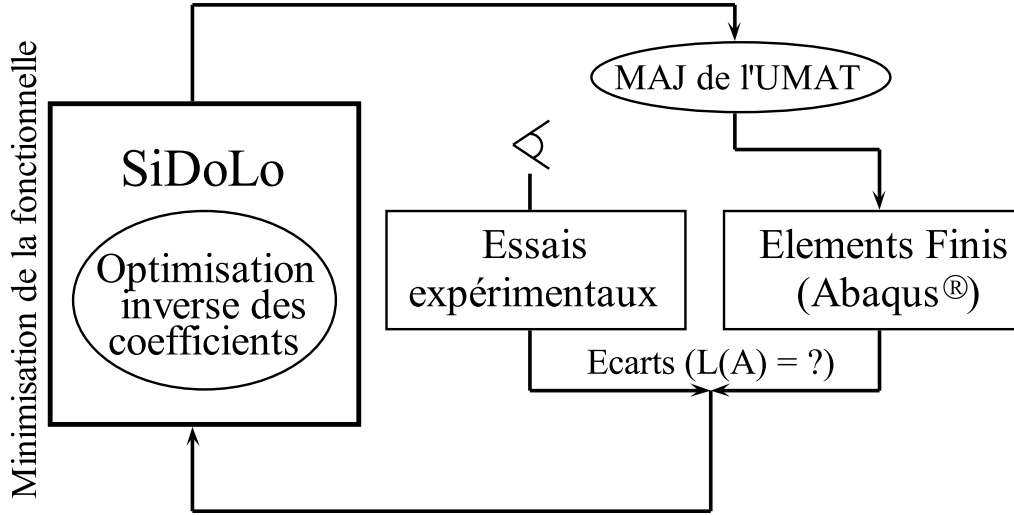 Minimisation de la fonctionnelle
MAJ de l'UMAT
SiDoLo
Optimisation
inverse des
coefficients
Essais
expérimentaux
Elements Finis
(Abaqus®)
Ecarts (L(A) = ?)